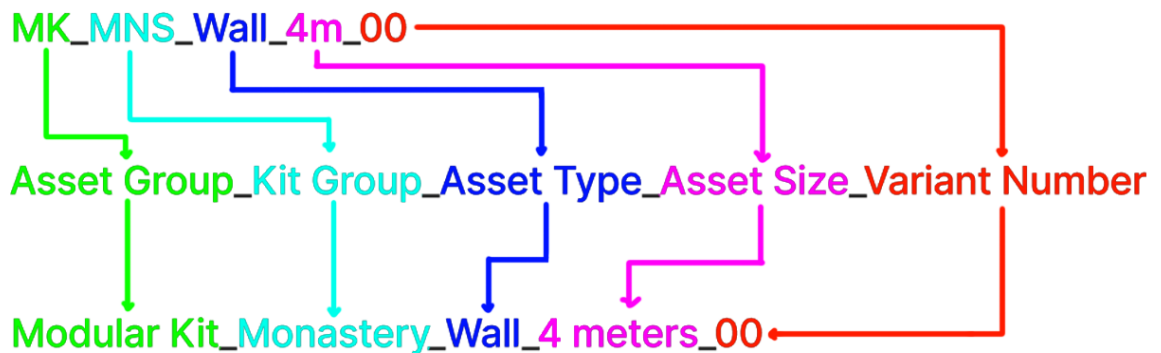 MK_MNS_Wall_4m_00
Asset Group_Kit Group_Asset Type_Asset Size_Variant Number
Modular Kit_Monastery_Wall_4 meters_00